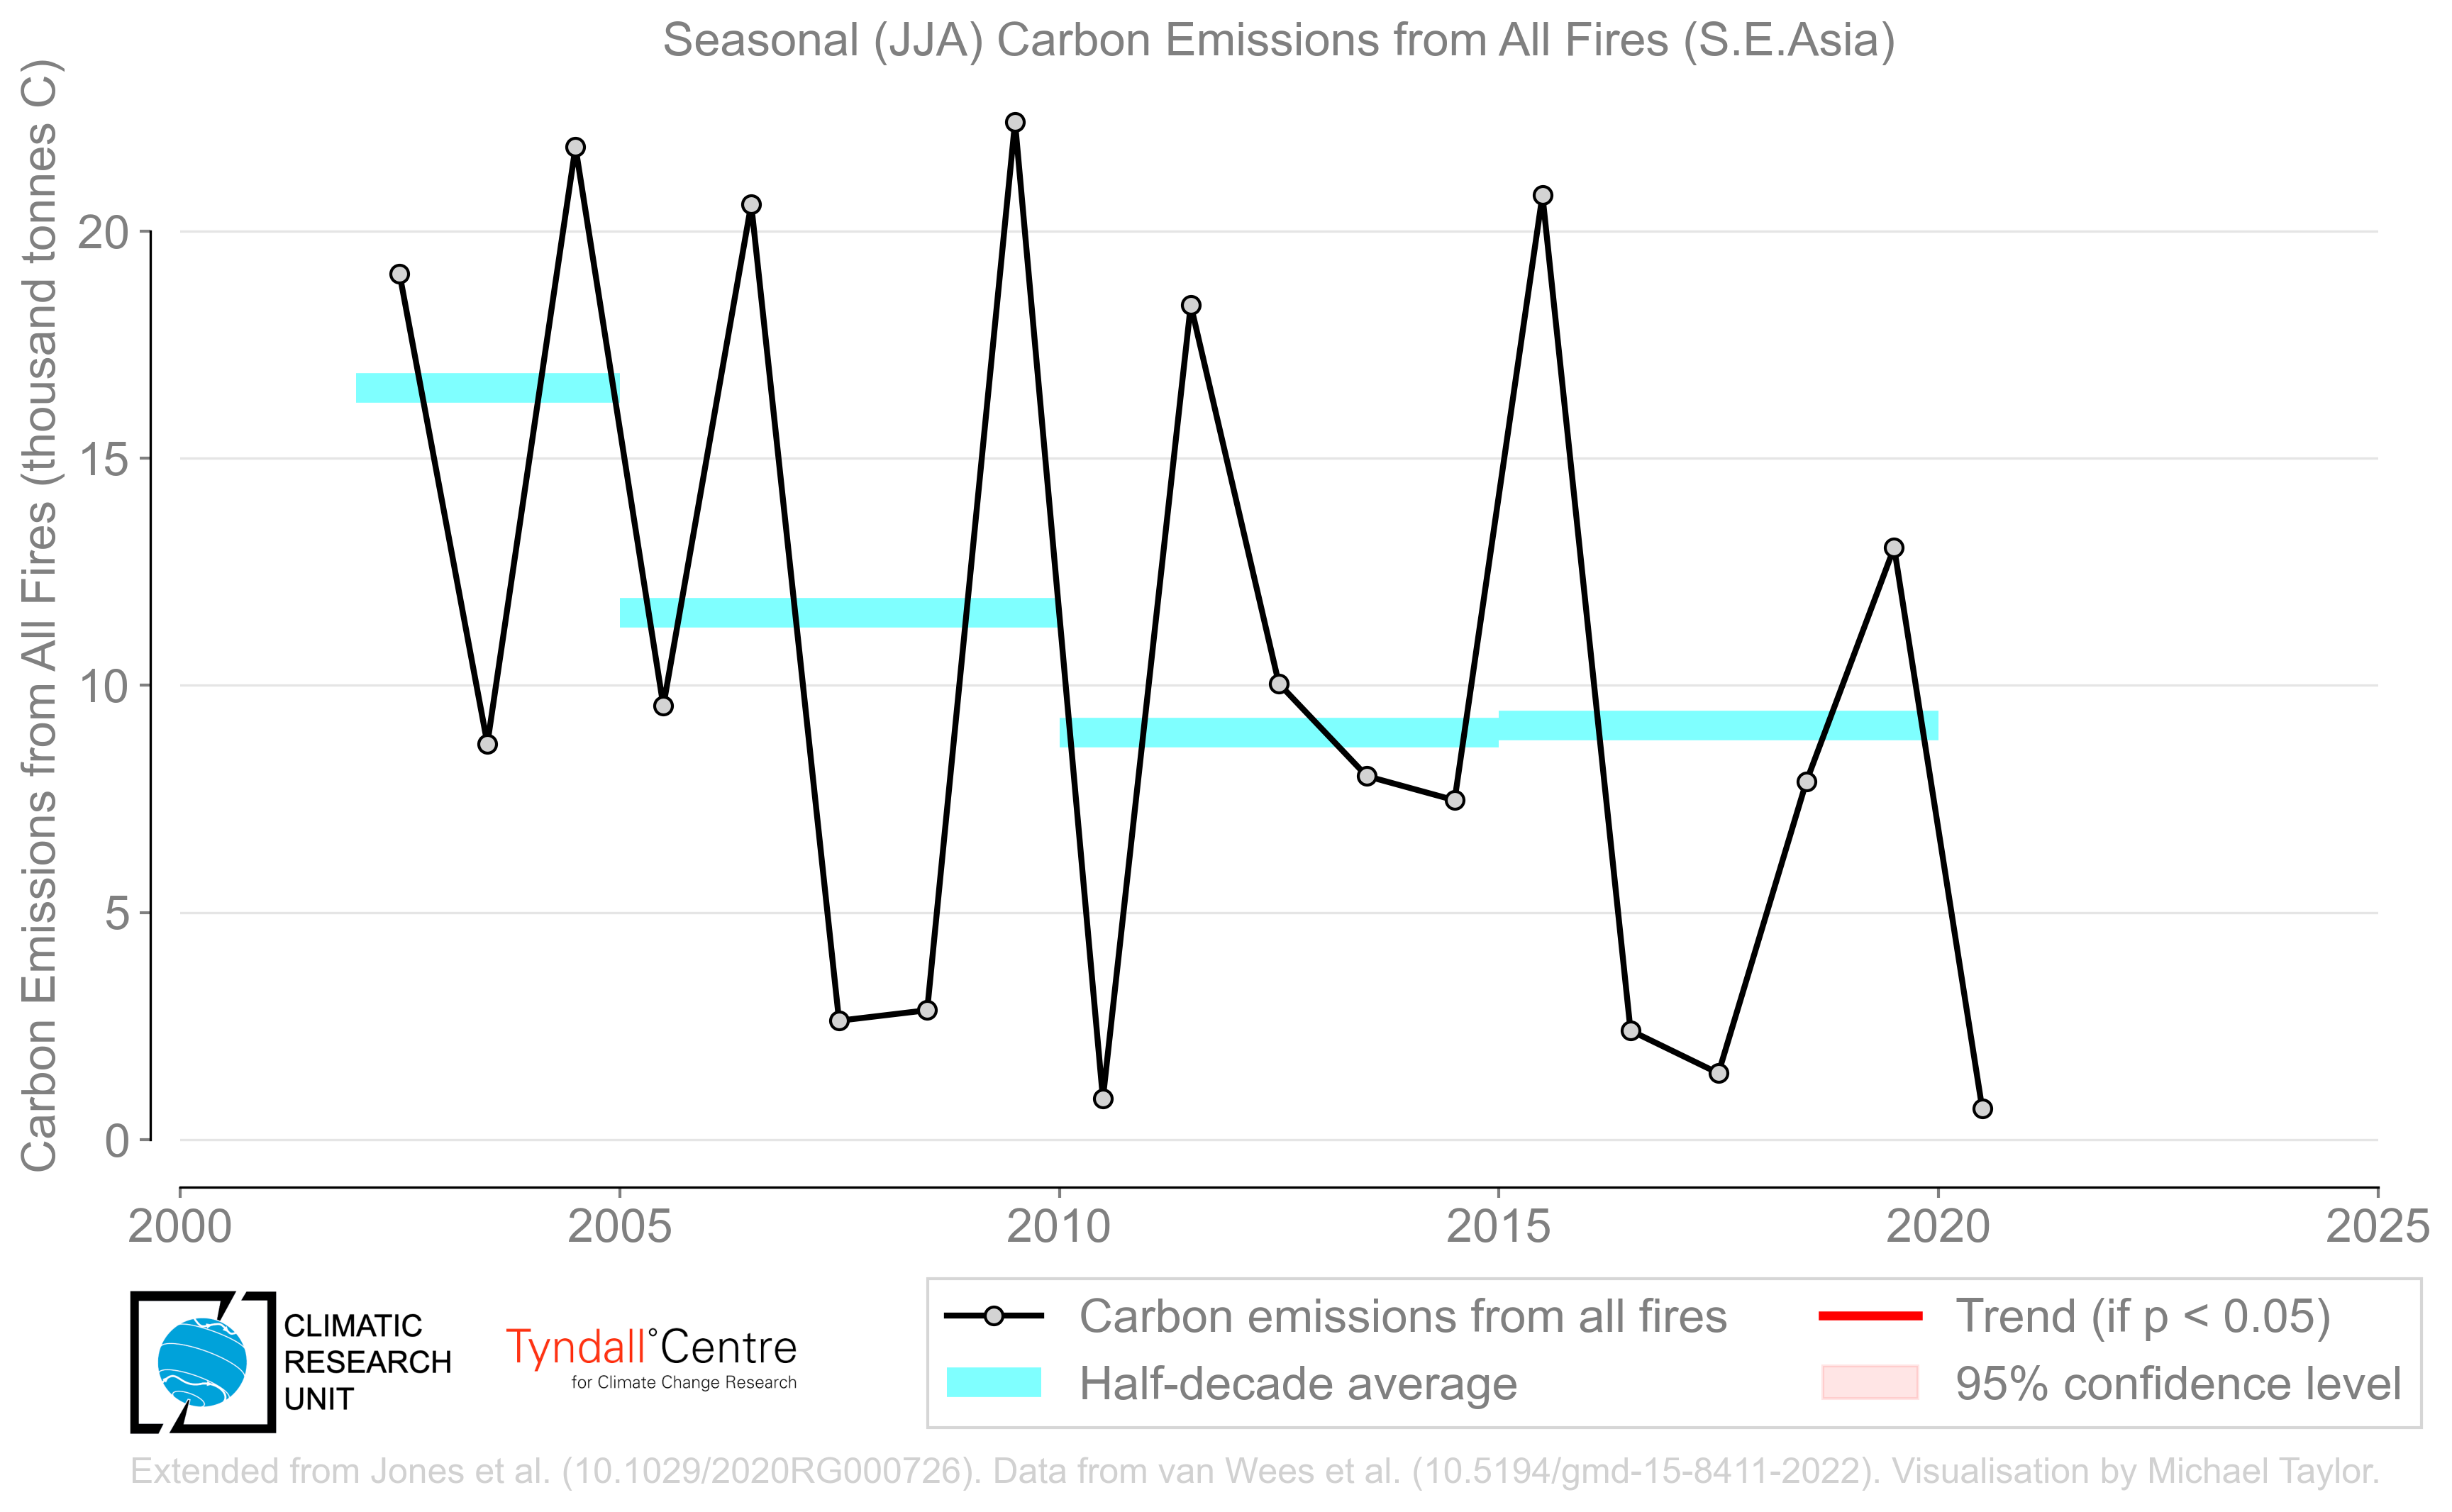 Seasonal (JJA) Carbon Emissions from All Fires (S.E.Asia)
Carbon Emissions from All Fires (thousand tonnes C)
20
15
10
5
0
2000 2005 2010 2015 2020 2025
CLIMATIC
RESEARCH
UNIT
Tyndall°Centre
for Climate Change Research
Carbon emissions from all fires
Half-decade average
Trend (if p < 0.05)
95% confidence level
Extended from Jones et al. (10.1029/2020RG000726). Data from van Wees et al. (10.5194/gmd-15-8411-2022). Visualisation by Michael Taylor.